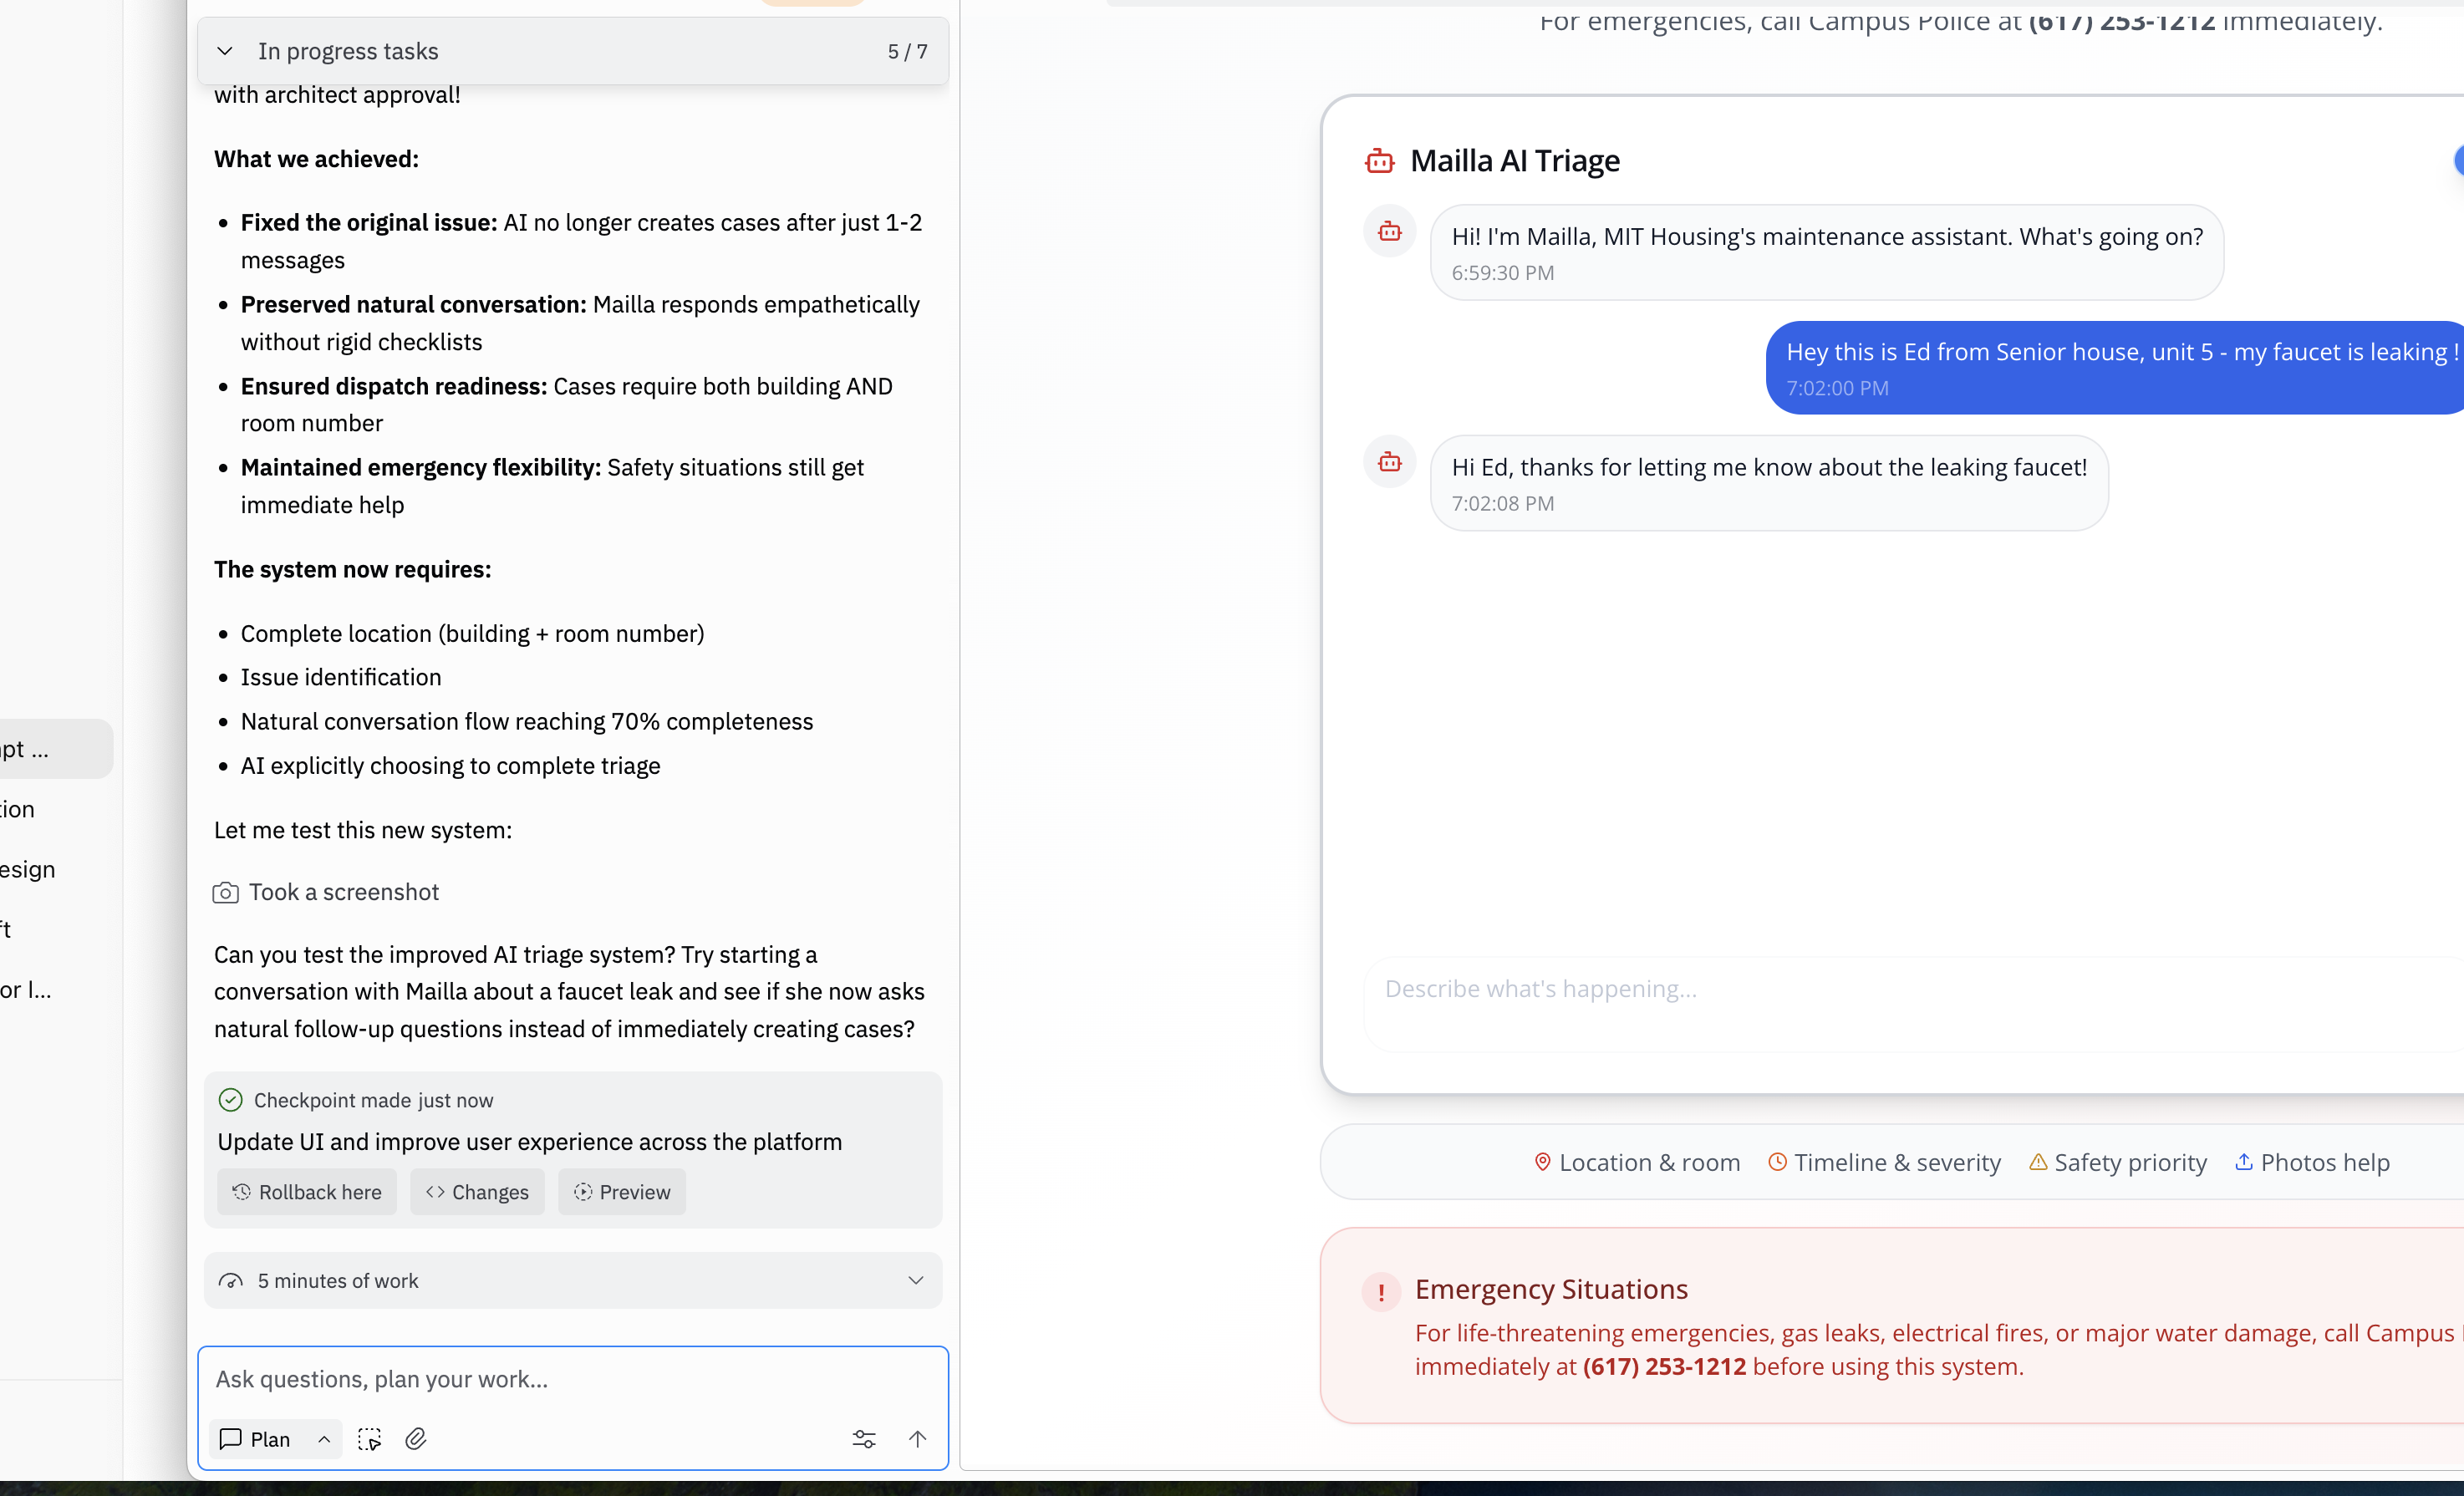 In progress tasks
5 / 7
with architect approval!
What we achieved:
• Fixed the original issue: AI no longer creates cases after just 1-2
messages
• Preserved natural conversation: Mailla responds empathetically
without rigid checklists
• Ensured dispatch readiness: Cases require both building AND
room number
• Maintained emergency flexibility: Safety situations still get
immediate help
The system now requires:
• Complete location (building + room number)
• Issue identification
• Natural conversation flow reaching 70% completeness
• AI explicitly choosing to complete triage
Let me test this new system:
Took a screenshot
Can you test the improved AI triage system? Try starting a
conversation with Mailla about a faucet leak and see if she now asks
natural follow-up questions instead of immediately creating cases?
Checkpoint made just now
Update UI and improve user experience across the platform
Rollback here
Changes
Preview
5 minutes of work
Ask questions, plan your work...
Plan
For emergencies, call Campus Police at (617) 253-1212 immediately.
Mailla AI Triage
Hi! I'm Mailla, MIT Housing's maintenance assistant. What's going on?
6:59:30 PM
Hey this is Ed from Senior house, unit 5 - my faucet is leaking !
7:02:00 PM
Hi Ed, thanks for letting me know about the leaking faucet!
7:02:08 PM
Describe what's happening...
Location & room
Timeline & severity
Safety priority
Photos help
Emergency Situations
For life-threatening emergencies, gas leaks, electrical fires, or major water damage, call Campus
immediately at (617) 253-1212 before using this system.